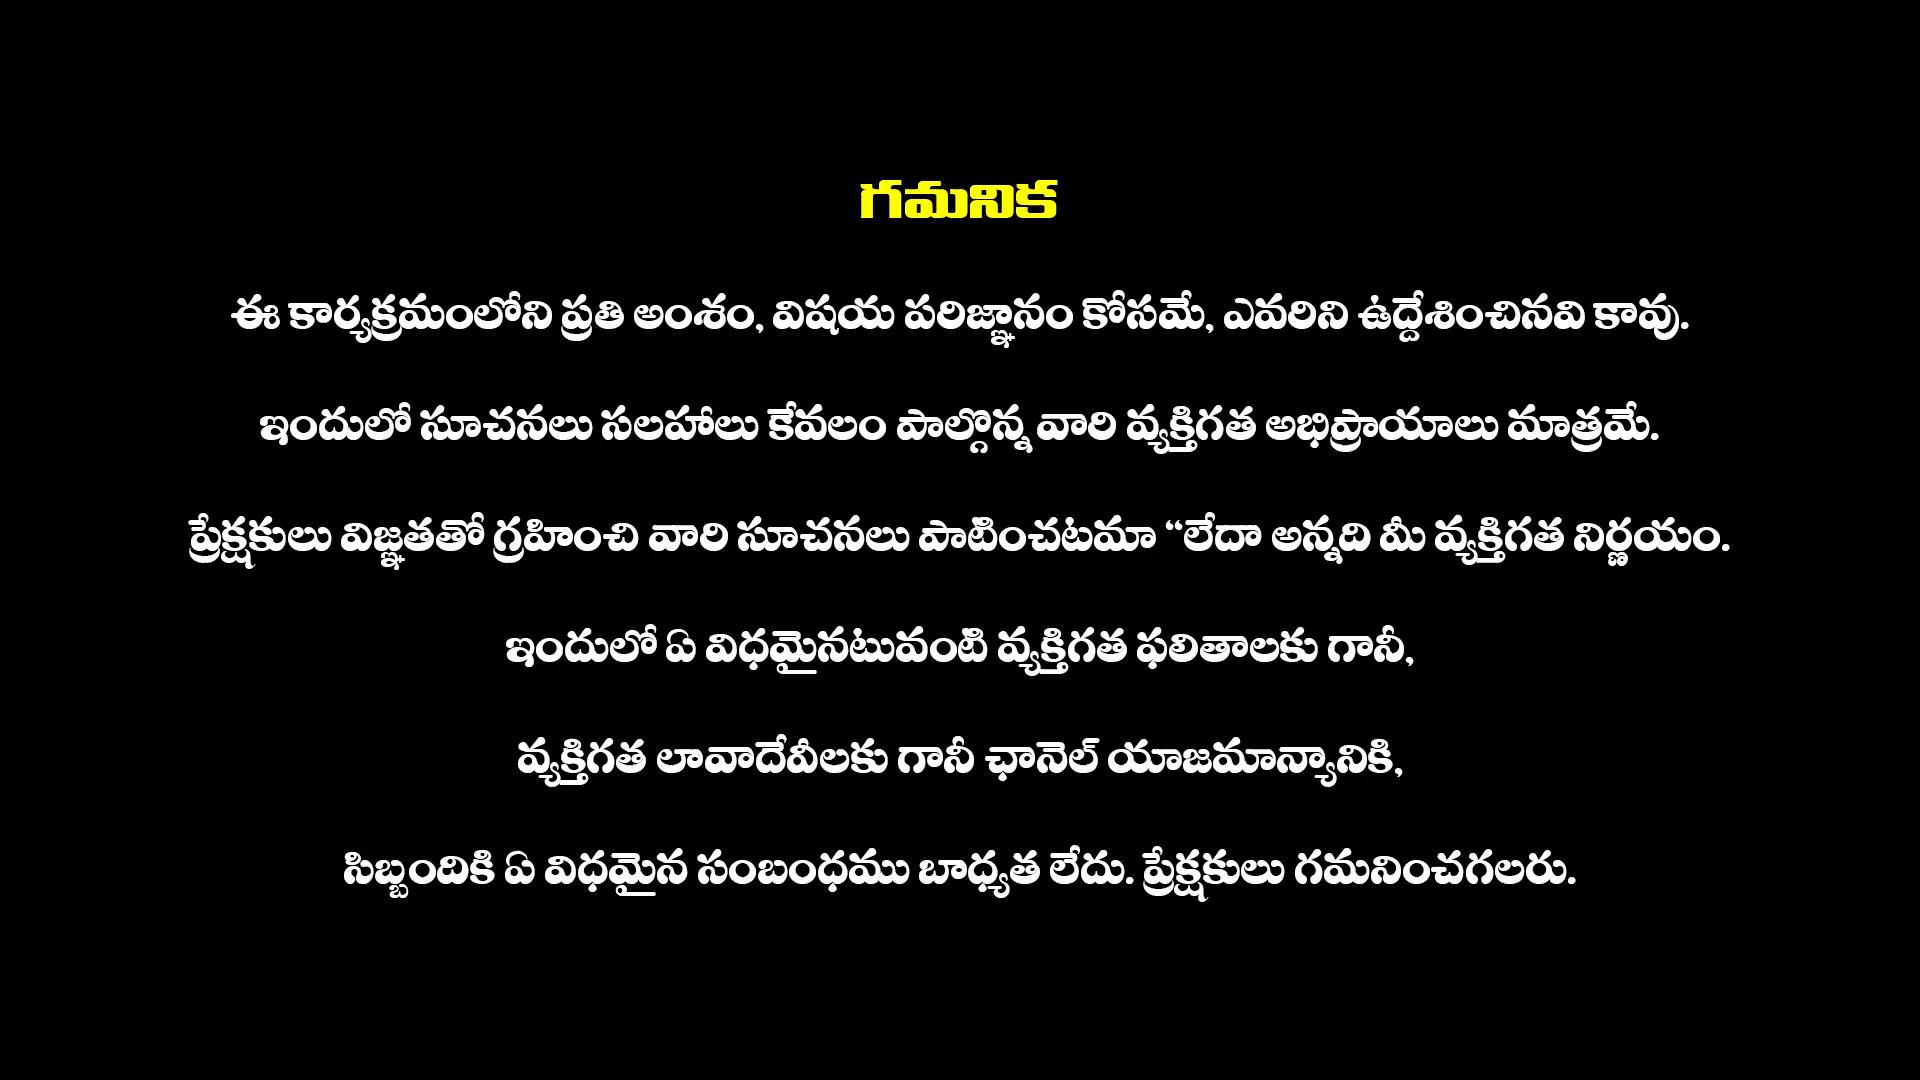 గమనిక
ఈ కార్యక్రమంలోని ప్రతి అంశం, విషయ పరిజ్ఞానం కోసమే, ఎవరిని ఉద్దేశించినవి కావు.
ఇందులో సూచనలు సలహాలు కేవలం పాల్గొన్న వారి వ్యక్తిగత అభిప్రాయాలు మాత్రమే.
ప్రేక్షకులు విజ్ఞతతో గ్రహించి వారి సూచనలు పాటించటమా “లేదా అన్నది మీ వ్యక్తిగత నిర్ణయం.
ఇందులో ఏ విధమైనటువంటి వ్యక్తిగత ఫలితాలకు గానీ,
వ్యక్తిగత లావాదేవీలకు గానీ ఛానెల్ యాజమాన్యానికి,
సిబ్బందికి ఏ విధమైన సంబంధము బాధ్యత లేదు. ప్రేక్షకులు గమనించగలరు.